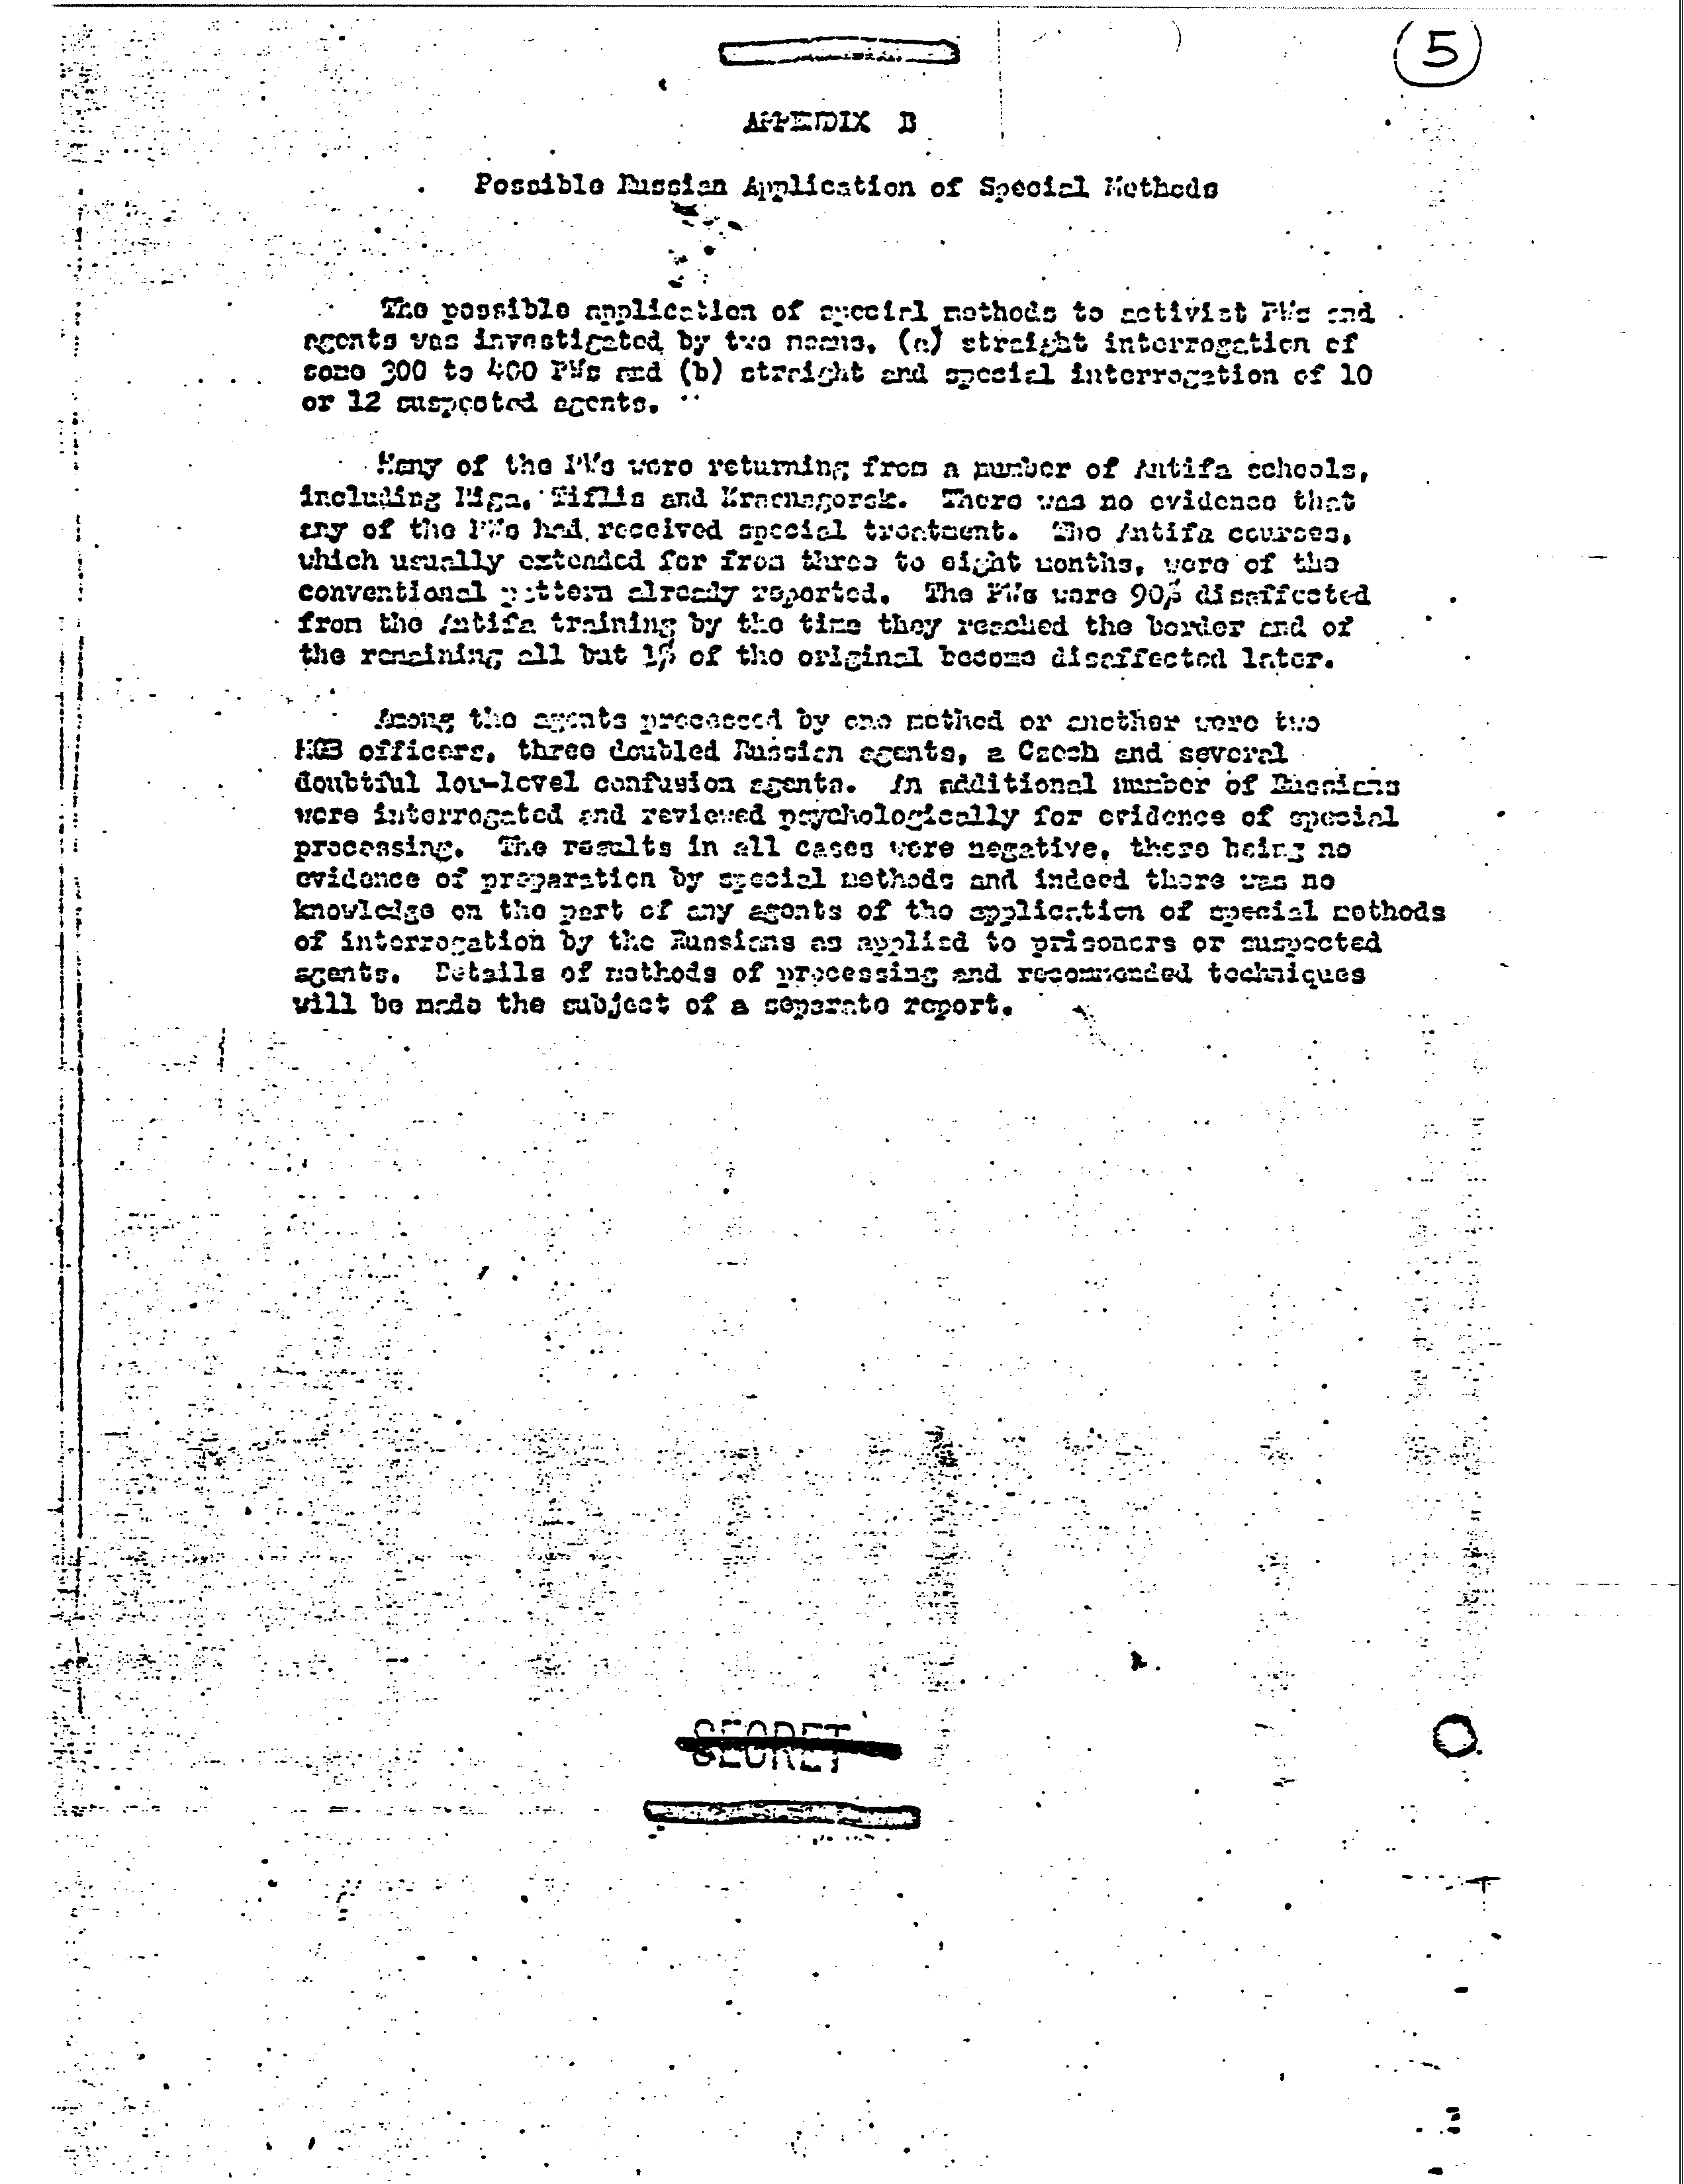 5
APPENDIX B
Possible Russian Application of Special Methods
The possible application of special methods to activist PWs and
agents was investigated by two means, (a) straight interrogation of
some 300 to 400 PWs and (b) straight and special interrogation of 10
or 12 suspected agents.
Many of the PWs were returning from a number of Antifa schools,
including Riga, Tiflis and Krasnagorsk. There was no evidence that
any of the PWs had received special treatment. The Antifa courses,
which usually extended for from three to eight months, were of the
conventional pattern already reported. The PWs were 90% disaffected
from the Antifa training by the time they reached the border and of
the remaining all but 1% of the original become disaffected later.
Among the agents processed by one method or another were two
MGB officers, three doubled Russian agents, a Czech and several
doubtful low-level confusion agents. An additional number of Russians
were interrogated and reviewed psychologically for evidence of special
processing. The results in all cases were negative, there being no
evidence of preparation by special methods and indeed there was no
knowledge on the part of any agents of the application of special methods
of interrogation by the Russians as applied to prisoners or suspected
agents. Details of methods of processing and recommended techniques
will be made the subject of a separate report.
SECRET